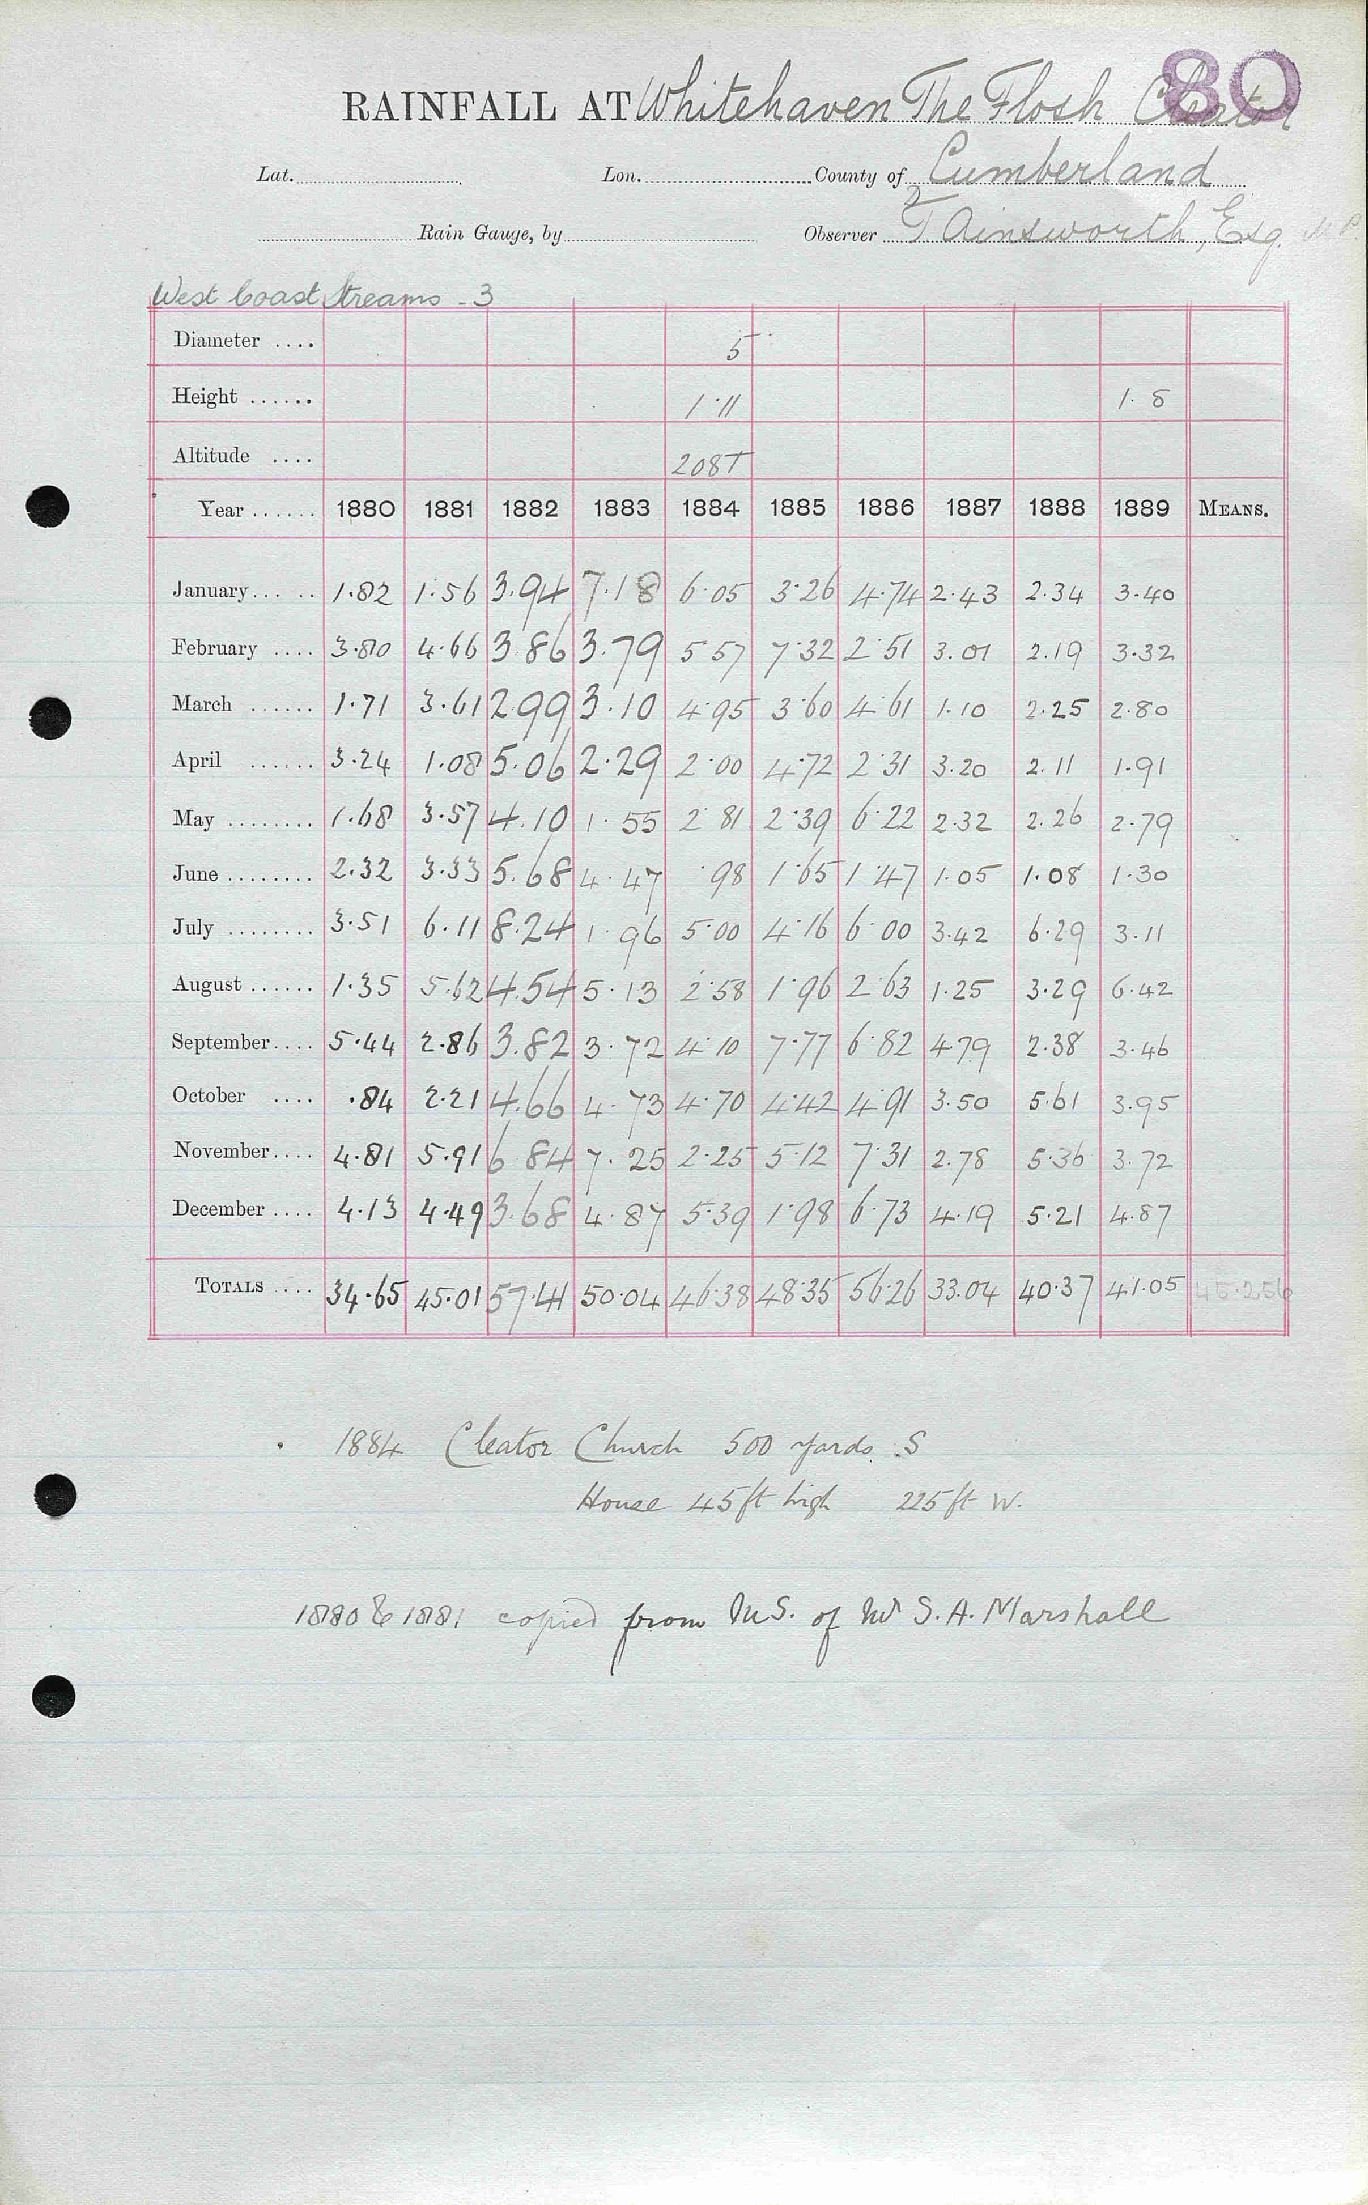 80
RAINFALL AT Whitehaven The Flosh Cleator
Lat. Lon. County of Cumberland
Rain Gauge, by Observer T Ainsworth, Esq. M.P.
West Coast Streams - 3
Diameter .... 5
Height ...... 1·11
Altitude .... 208T
Year ...... 1880 1881 1882 1883 1884 1885 1886 1887 1888 1889 MEANS.
January ... .. 1.82 1.56 3.94 7.18 6.05 3.26 4.74 2.43 2.34 3.40
February .... 3.80 4.66 3.86 3.79 5.57 7.32 2.51 3.01 2.19 3.32
March ...... 1.71 3.61 2.99 3.10 4.95 3.60 4.61 1.10 2.25 2.80
April ...... 3.24 1.08 5.06 2.29 2.00 4.72 2.31 3.20 2.11 1.91
May ........ 1.68 3.57 4.10 1.55 2.81 2.39 6.22 2.32 2.26 2.79
June ........ 2.32 3.33 5.68 4.47 .98 1.65 1.47 1.05 1.08 1.30
July ........ 3.51 6.11 8.24 1.96 5.00 4.16 6.00 3.42 6.29 3.11
August ...... 1.35 5.62 4.54 5.13 2.58 1.96 2.63 1.25 3.29 6.42
September .... 5.44 2.86 3.82 3.72 4.10 7.77 6.82 4.79 2.38 3.46
October .... .84 2.21 4.66 4.73 4.70 4.42 4.91 3.50 5.61 3.95
November .... 4.81 5.91 6.84 7.25 2.25 5.12 7.31 2.78 5.36 3.72
December .... 4.13 4.49 3.68 4.87 5.39 1.98 6.73 4.19 5.21 4.87
TOTALS .... 34.65 45.01 57.41 50.04 46.38 48.35 56.26 33.04 40.37 41.05 45.256
1884 Cleator Church 500 yards S
House 45 ft high 225 ft W.
1880 & 1881 copied from M.S. of Mr S.A. Marshall